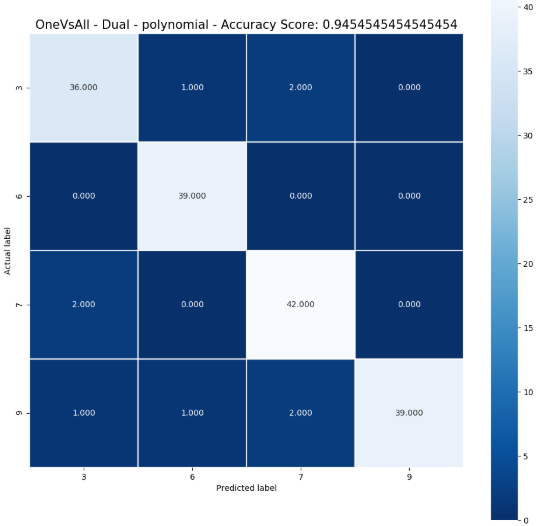 OneVsAll - Dual - polynomial - Accuracy Score: 0.9454545454545454
40
35
30
25
20
15
10
5
0
3
36.000 1.000 2.000 0.000
6
0.000 39.000 0.000 0.000
Actual label
7
2.000 0.000 42.000 0.000
9
1.000 1.000 2.000 39.000
3 6 7 9
Predicted label